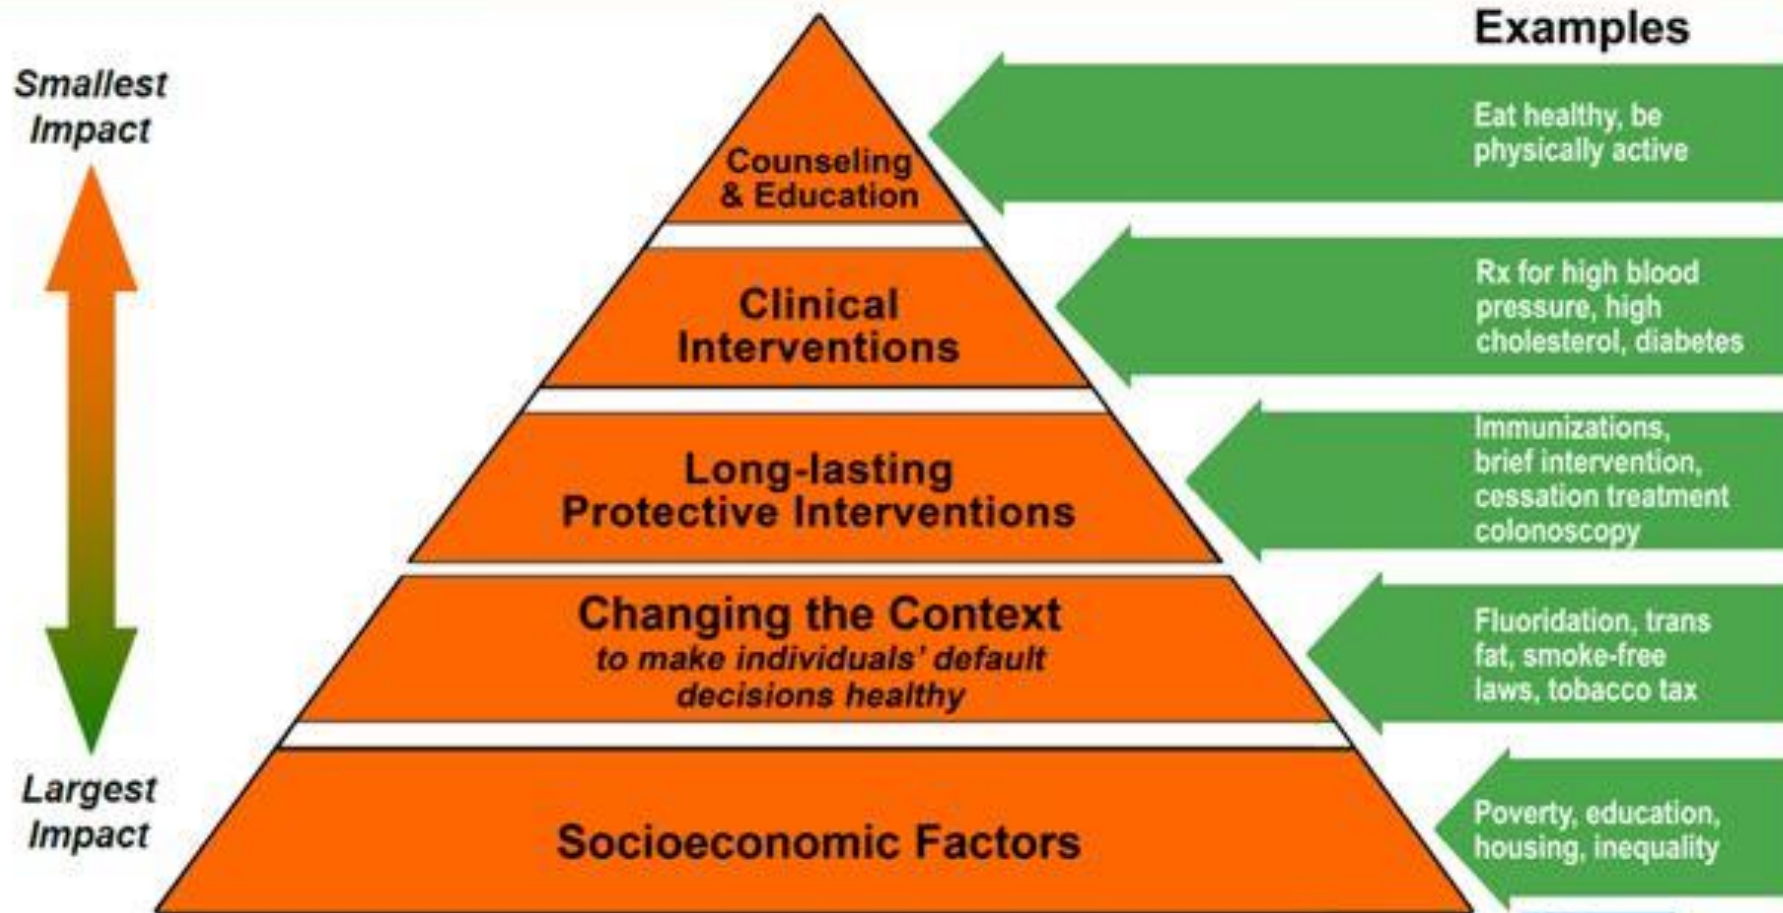 Examples
Smallest
Impact
Counseling
& Education
Eat healthy, be
physically active
Clinical
Interventions
Rx for high blood
pressure, high
cholesterol, diabetes
Long-lasting
Protective Interventions
Immunizations,
brief intervention,
cessation treatment
colonoscopy
Changing the Context
to make individuals' default
decisions healthy
Fluoridation, trans
fat, smoke-free
laws, tobacco tax
Largest
Impact
Socioeconomic Factors
Poverty, education,
housing, inequality